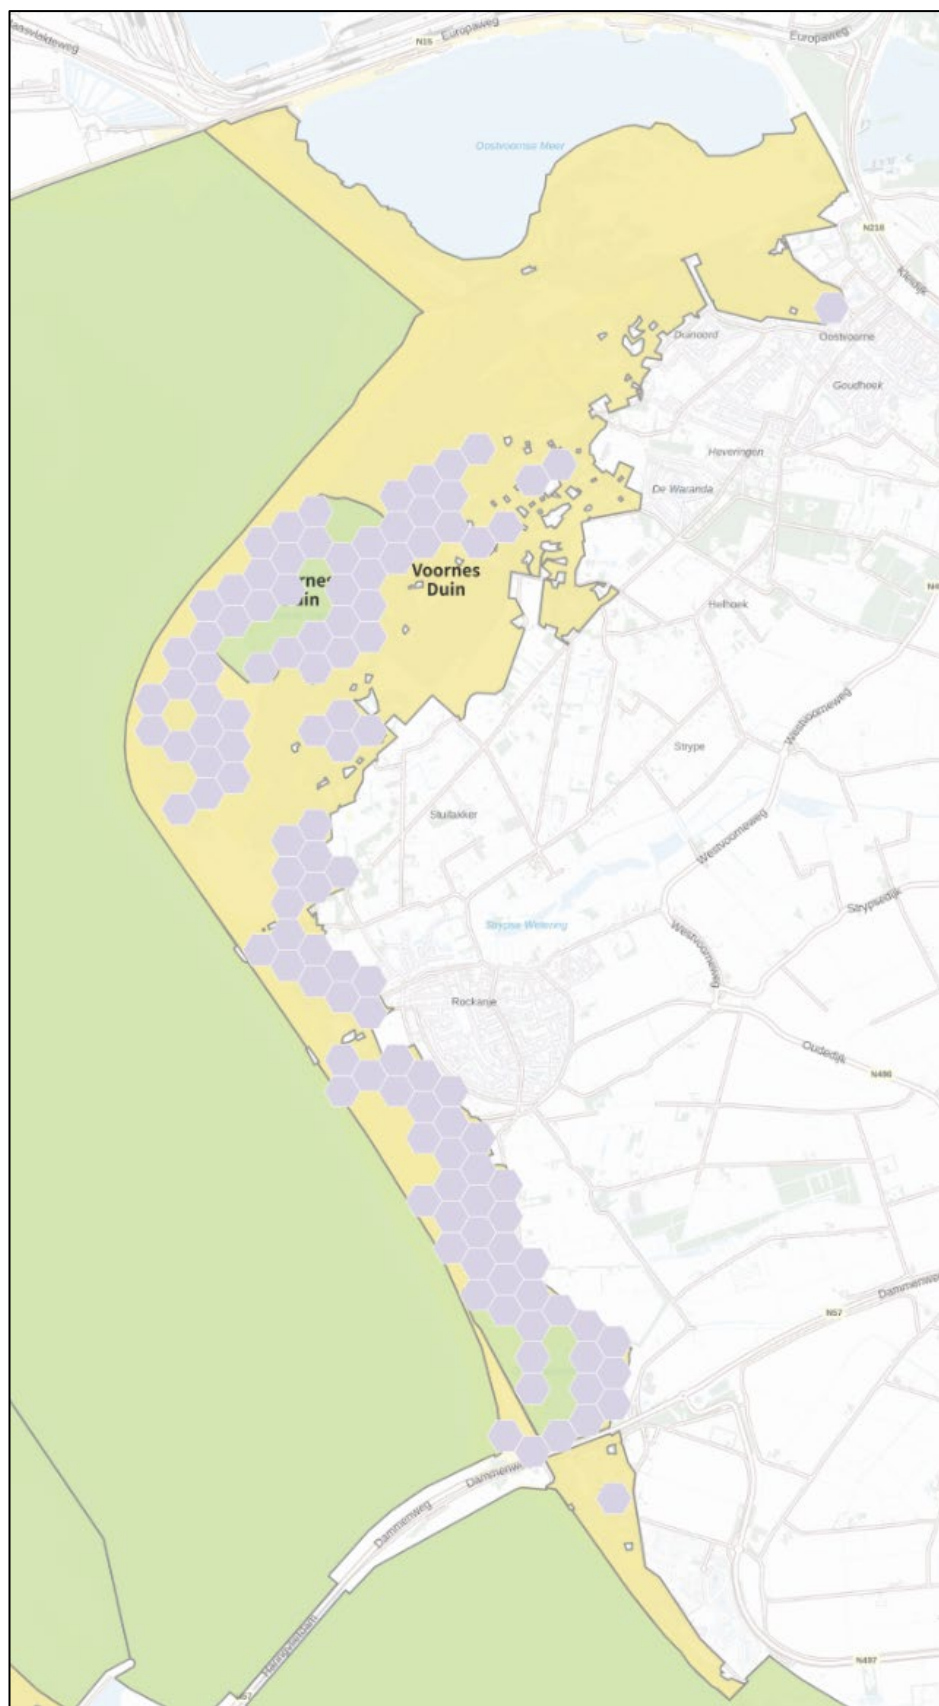 Europaweg
N15
Europaweg
Oostvoornse Meer
N218
Kleidijk
Duinoord
Oostvoorne
Goudhoek
Heveringen
De Waranda
Voornes
Duin
Helhoek
Westvoorneweg
Strype
Stuifakker
Westvoorneweg
Strypsedijk
Strypse Wetering
Westvoorneweg
Rockanje
Oudedijk
N496
Dammenweg
N57
Dammenweg
Dammenweg
Haringvlietdam
N497